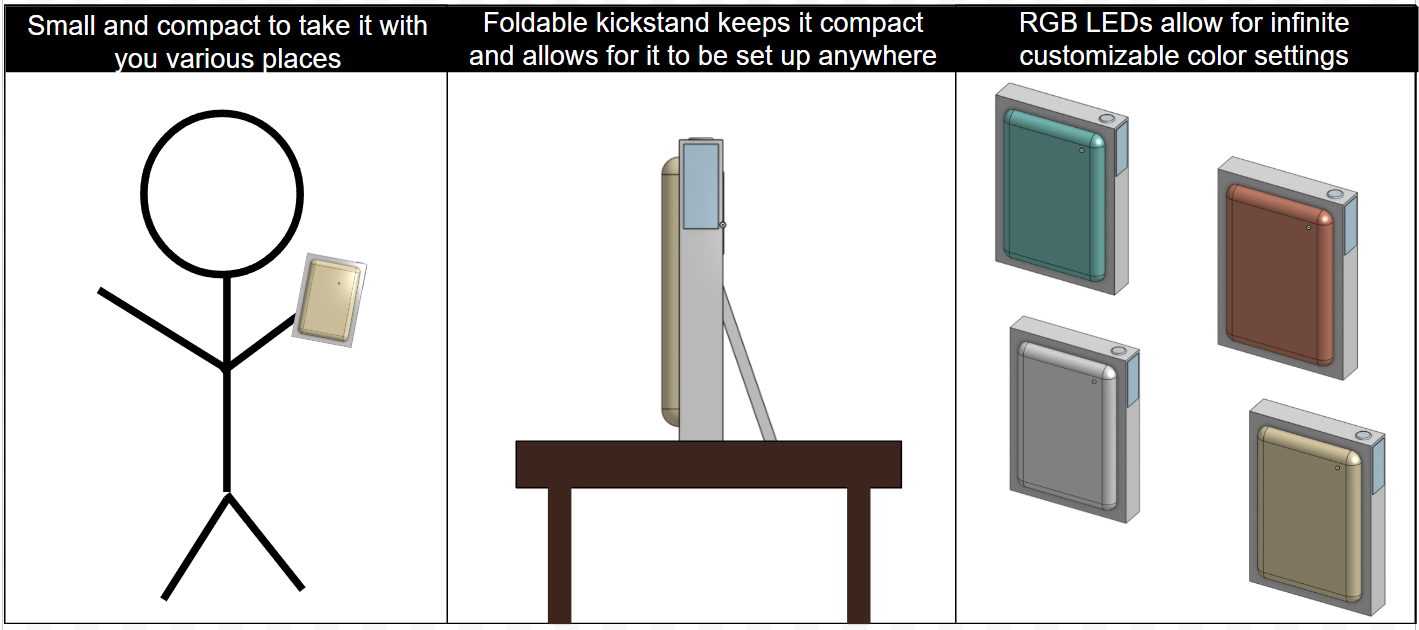 Small and compact to take it with
you various places
Foldable kickstand keeps it compact
and allows for it to be set up anywhere
RGB LEDs allow for infinite
customizable color settings